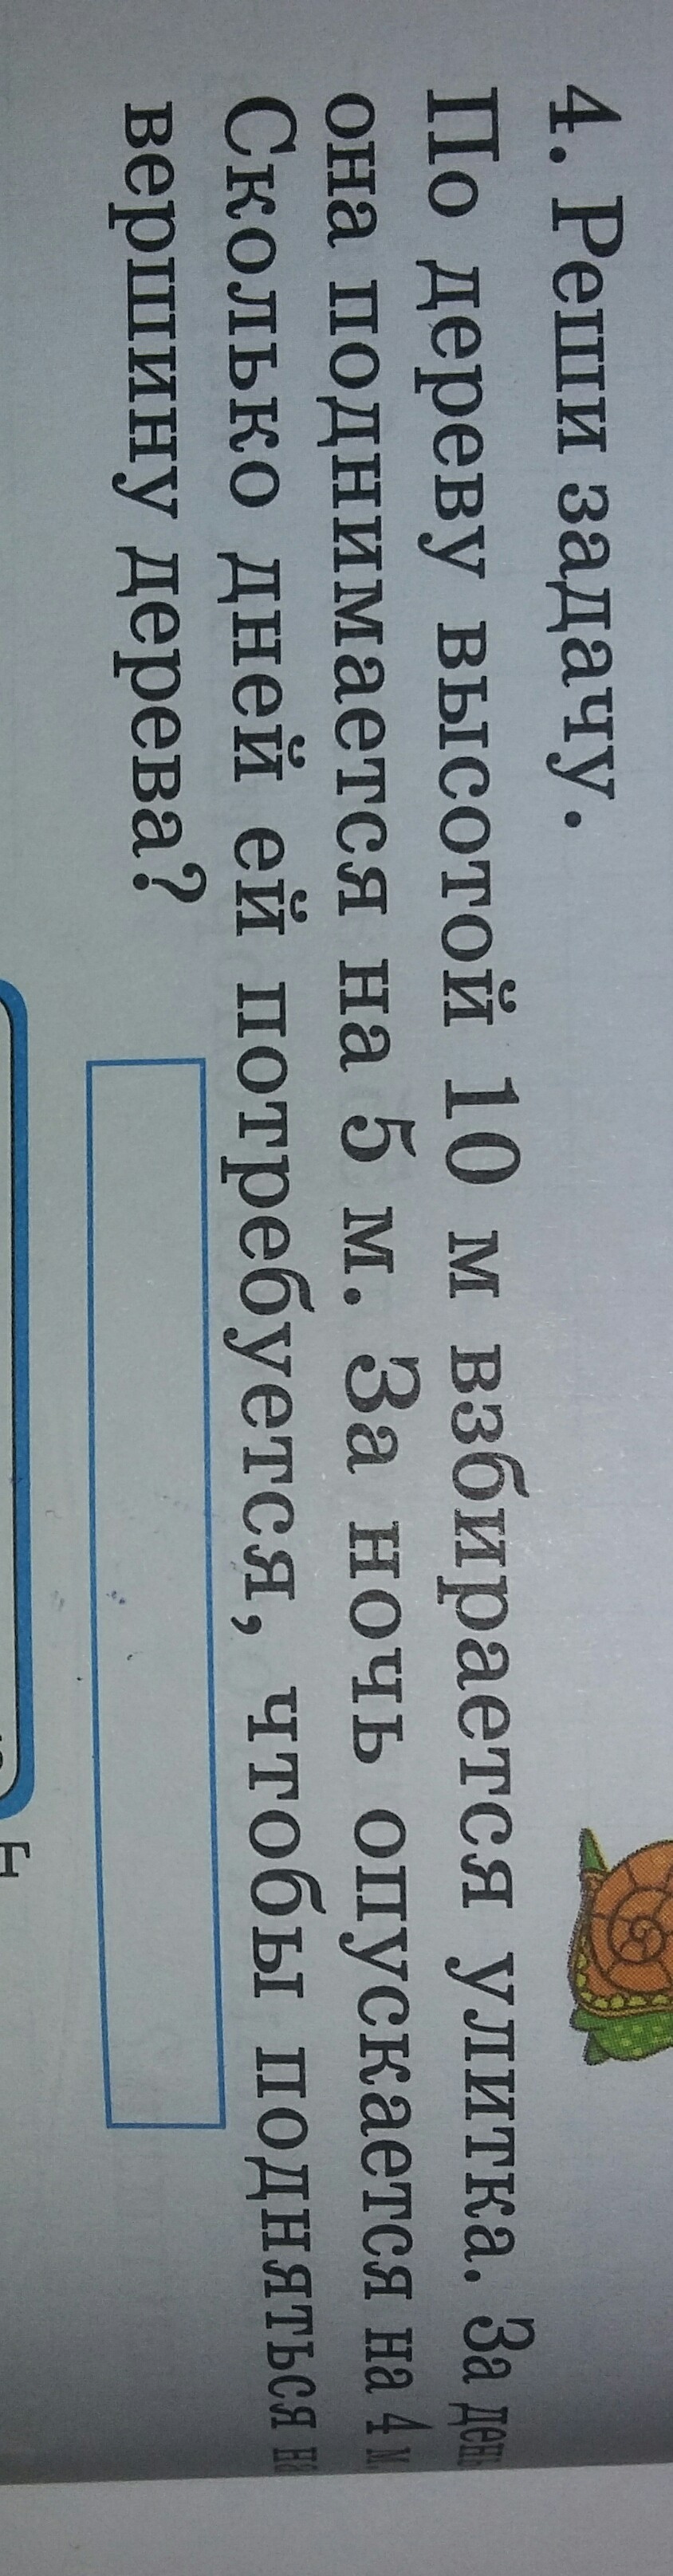 4. Реши задачу.
По дереву высотой 10 м взбирается улитка. За день
она поднимается на 5 м. За ночь опускается на 4 м
Сколько дней ей потребуется, чтобы подняться на
вершину дерева?